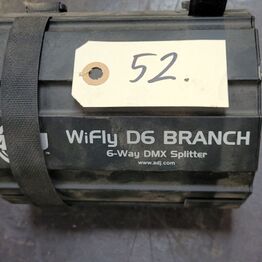 52.
WiFly D6 BRANCH
6-Way DMX Splitter
www.adj.com